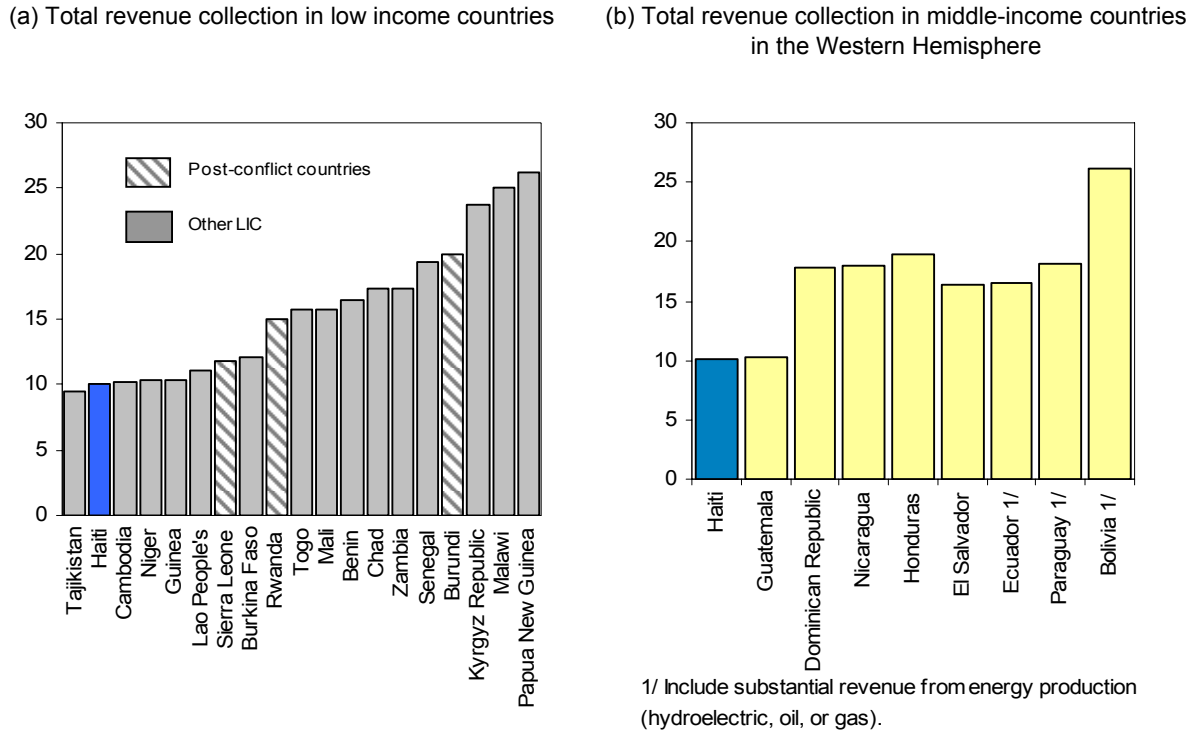 (a) Total revenue collection in low income countries
30
25
20
15
10
5
0
Post-conflict countries
Other LIC
Tajikistan
Haiti
Cambodia
Niger
Guinea
Lao People's
Sierra Leone
Burkina Faso
Rwanda
Togo
Mali
Benin
Chad
Zambia
Senegal
Burundi
Kyrgyz Republic
Malawi
Papua New Guinea
(b) Total revenue collection in middle-income countries
in the Western Hemisphere
30
25
20
15
10
5
0
Haiti
Guatemala
Dominican Republic
Nicaragua
Honduras
El Salvador
Ecuador 1/
Paraguay 1/
Bolivia 1/
1/ Include substantial revenue from energy production
(hydroelectric, oil, or gas).